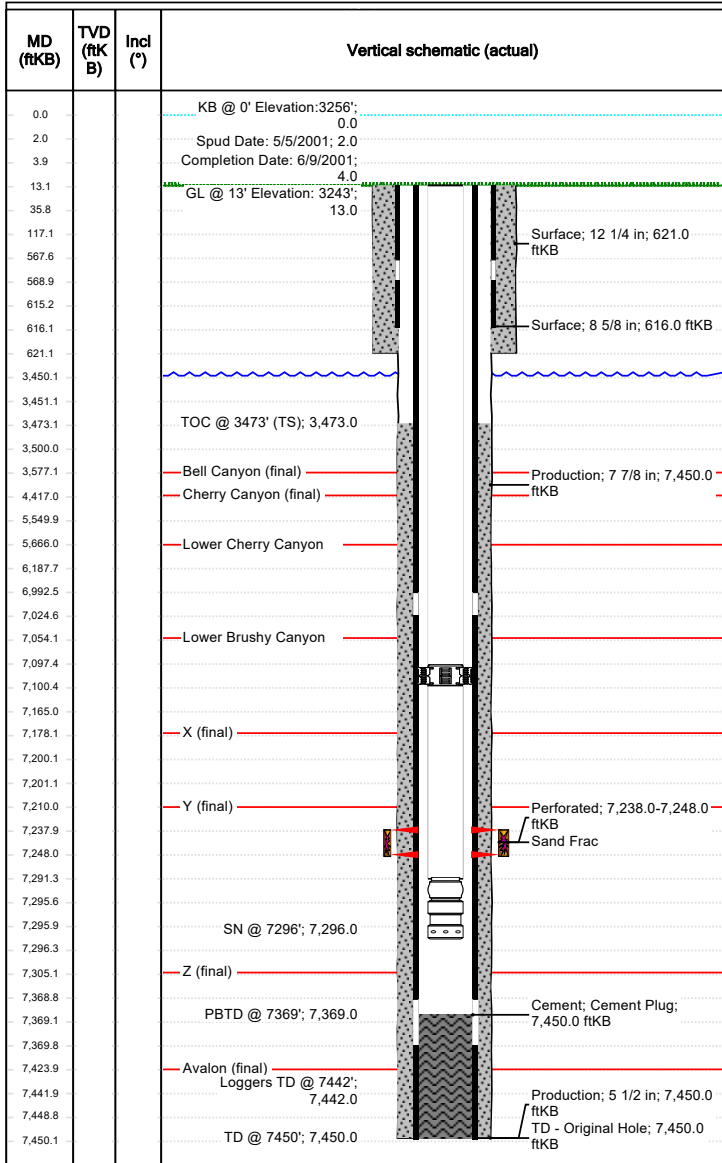 MD
(ftKB)
TVD
(ftK
B)
Incl
(°)
Vertical schematic (actual)
0.0
2.0
3.9
13.1
35.8
117.1
567.6
568.9
615.2
616.1
621.1
3,450.1
3,451.1
3,473.1
3,500.0
3,577.1
4,417.0
5,549.9
5,666.0
6,187.7
6,992.5
7,024.6
7,054.1
7,097.4
7,100.4
7,165.0
7,178.1
7,200.1
7,201.1
7,210.0
7,237.9
7,248.0
7,291.3
7,295.6
7,295.9
7,296.3
7,305.1
7,368.8
7,369.1
7,369.8
7,423.9
7,441.9
7,448.8
7,450.1
KB @ 0' Elevation:3256';
0.0
Spud Date: 5/5/2001; 2.0
Completion Date: 6/9/2001;
4.0
GL @ 13' Elevation: 3243';
13.0
Surface; 12 1/4 in; 621.0
ftKB
Surface; 8 5/8 in; 616.0 ftKB
TOC @ 3473' (TS); 3,473.0
Bell Canyon (final)
Production; 7 7/8 in; 7,450.0
ftKB
Cherry Canyon (final)
Lower Cherry Canyon
Lower Brushy Canyon
X (final)
Y (final)
Perforated; 7,238.0-7,248.0
ftKB
Sand Frac
SN @ 7296'; 7,296.0
Z (final)
PBTD @ 7369'; 7,369.0
Cement; Cement Plug;
7,450.0 ftKB
Avalon (final)
Loggers TD @ 7442';
7,442.0
Production; 5 1/2 in; 7,450.0
ftKB
TD @ 7450'; 7,450.0
TD - Original Hole; 7,450.0
ftKB